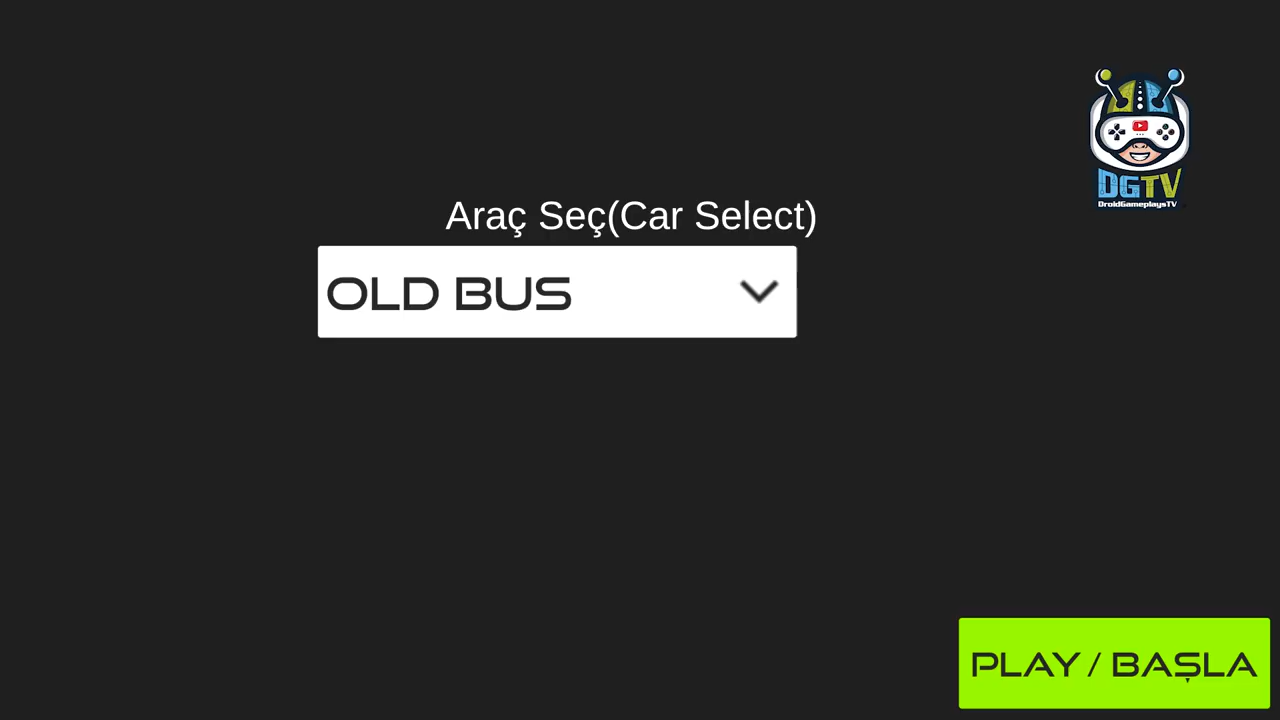 DGTV
DroidGameplaysTV
Araç Seç(Car Select)
OLD BUS
PLAY / BAŞLA